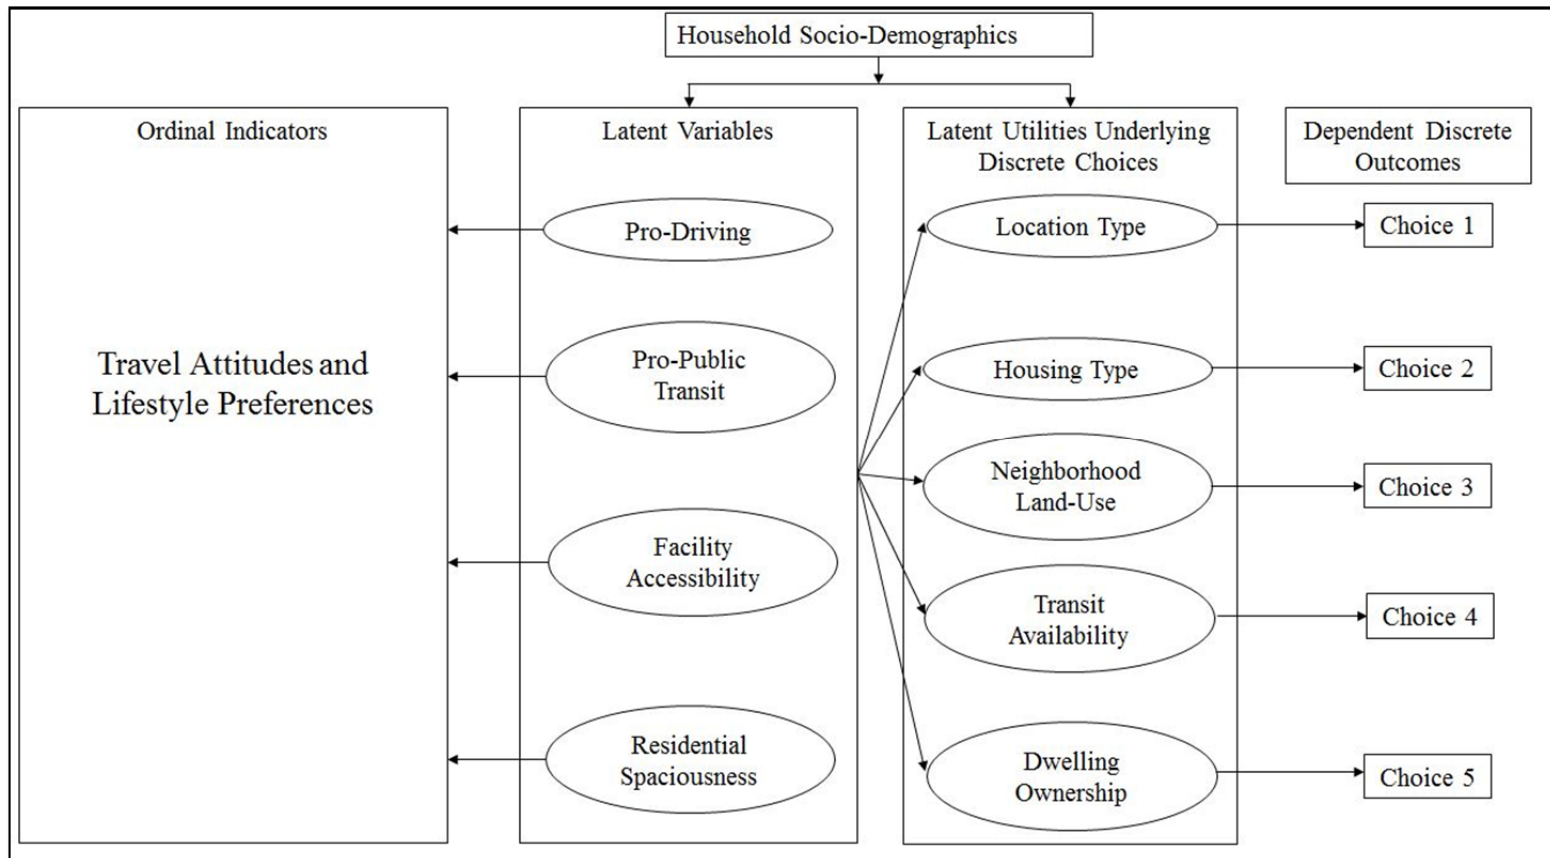 Household Socio-Demographics
Ordinal Indicators
Travel Attitudes and
Lifestyle Preferences
Latent Variables
Pro-Driving
Pro-Public
Transit
Facility
Accessibility
Residential
Spaciousness
Latent Utilities Underlying
Discrete Choices
Location Type
Housing Type
Neighborhood
Land-Use
Transit
Availability
Dwelling
Ownership
Dependent Discrete
Outcomes
Choice 1
Choice 2
Choice 3
Choice 4
Choice 5